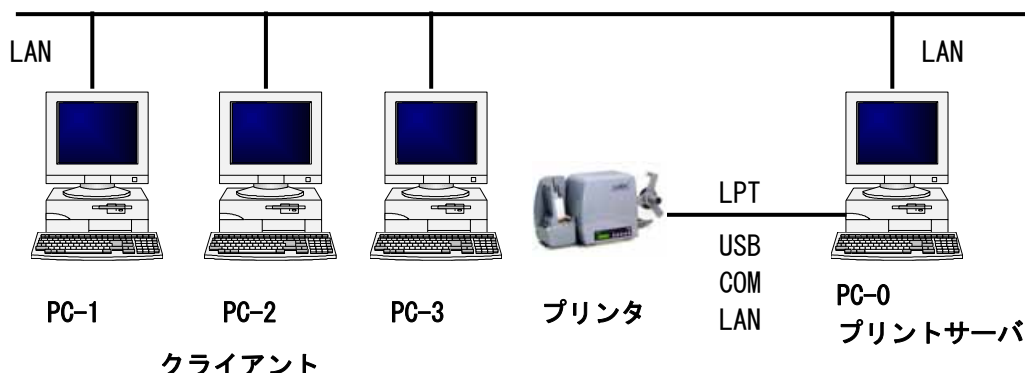 LAN
LAN
LPT
USB
COM
LAN
PC-1
PC-2
PC-3
プリンタ
PC-0
プリントサーバ
クライアント